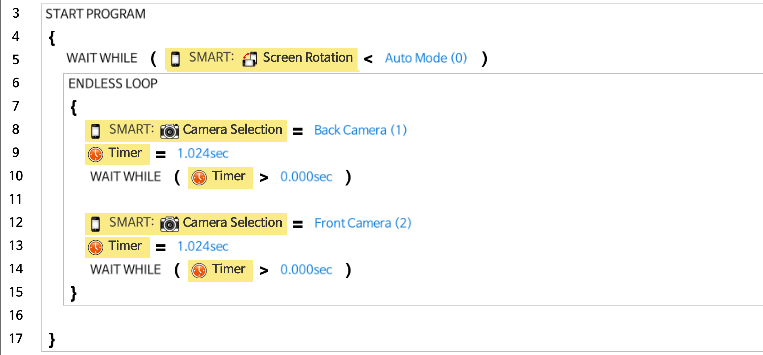 3 START PROGRAM
4 {
5 WAIT WHILE ( SMART: Screen Rotation < Auto Mode (0) )
6 ENDLESS LOOP
7 {
8 SMART: Camera Selection = Back Camera (1)
9 Timer = 1.024sec
10 WAIT WHILE ( Timer > 0.000sec )
11
12 SMART: Camera Selection = Front Camera (2)
13 Timer = 1.024sec
14 WAIT WHILE ( Timer > 0.000sec )
15 }
16
17 }